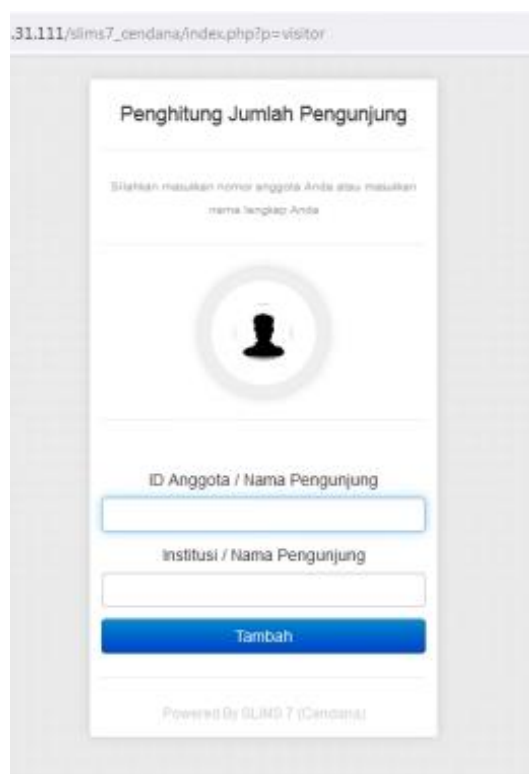 .31.111/slims7_cendana/index.php?p=visitor
Penghitung Jumlah Pengunjung
Silahkan masukkan nomor anggota Anda atau masukkan
nama lengkap Anda
ID Anggota / Nama Pengunjung
Institusi / Nama Pengunjung
Tambah
Powered By SLIMS 7 (Cendana)